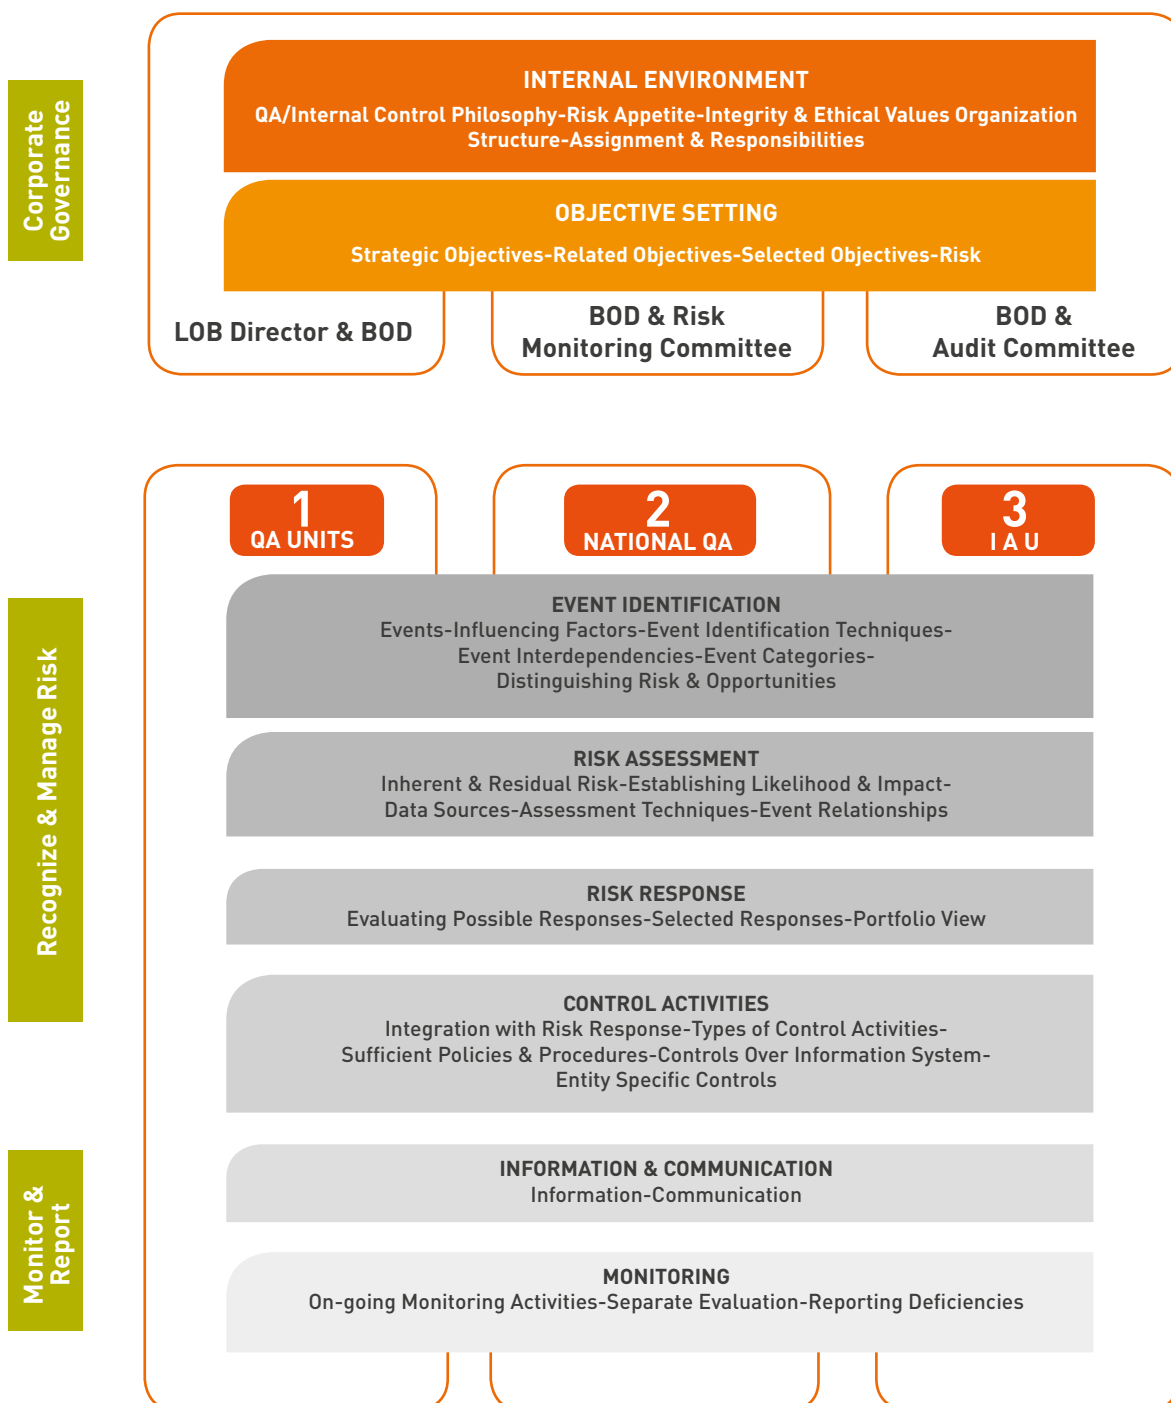 Corporate
Governance
INTERNAL ENVIRONMENT
QA/Internal Control Philosophy-Risk Appetite-Integrity & Ethical Values Organization
Structure-Assignment & Responsibilities
OBJECTIVE SETTING
Strategic Objectives-Related Objectives-Selected Objectives-Risk
LOB Director & BOD
BOD & Risk
Monitoring Committee
BOD &
Audit Committee
1
QA UNITS
2
NATIONAL QA
3
I A U
Recognize & Manage Risk
EVENT IDENTIFICATION
Events-Influencing Factors-Event Identification Techniques-
Event Interdependencies-Event Categories-
Distinguishing Risk & Opportunities
RISK ASSESSMENT
Inherent & Residual Risk-Establishing Likelihood & Impact-
Data Sources-Assessment Techniques-Event Relationships
RISK RESPONSE
Evaluating Possible Responses-Selected Responses-Portfolio View
CONTROL ACTIVITIES
Integration with Risk Response-Types of Control Activities-
Sufficient Policies & Procedures-Controls Over Information System-
Entity Specific Controls
Monitor &
Report
INFORMATION & COMMUNICATION
Information-Communication
MONITORING
On-going Monitoring Activities-Separate Evaluation-Reporting Deficiencies